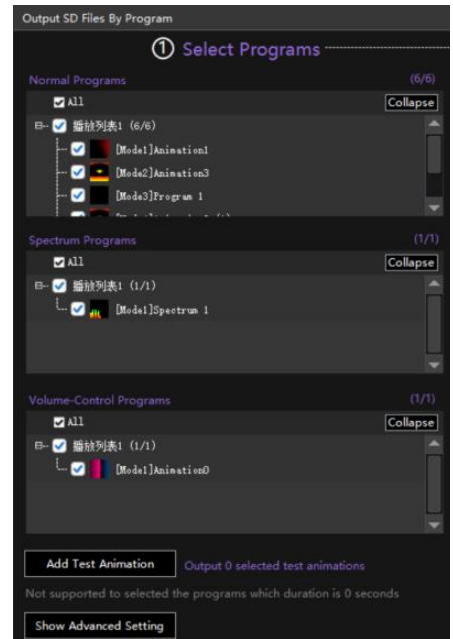 Output SD Files By Program
① Select Programs
Normal Programs (6/6)
All Collapse
播放列表1 (6/6)
[Mode1]Animation1
[Mode2]Animation3
[Mode3]Program 1
Spectrum Programs (1/1)
All Collapse
播放列表1 (1/1)
[Mode1]Spectrum 1
Volume-Control Programs (1/1)
All Collapse
播放列表1 (1/1)
[Mode1]Animation0
Add Test Animation Output 0 selected test animations
Not supported to selected the programs which duration is 0 seconds
Show Advanced Setting